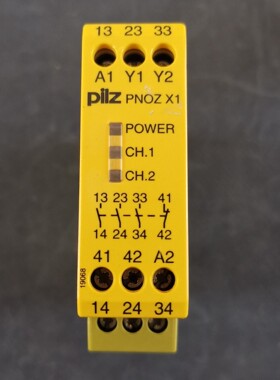 13 23 33
A1 Y1 Y2
pilz PNOZ X1
POWER
CH.1
CH.2
13 23 33 41
14 24 34 42
41 42 A2
19068
14 24 34